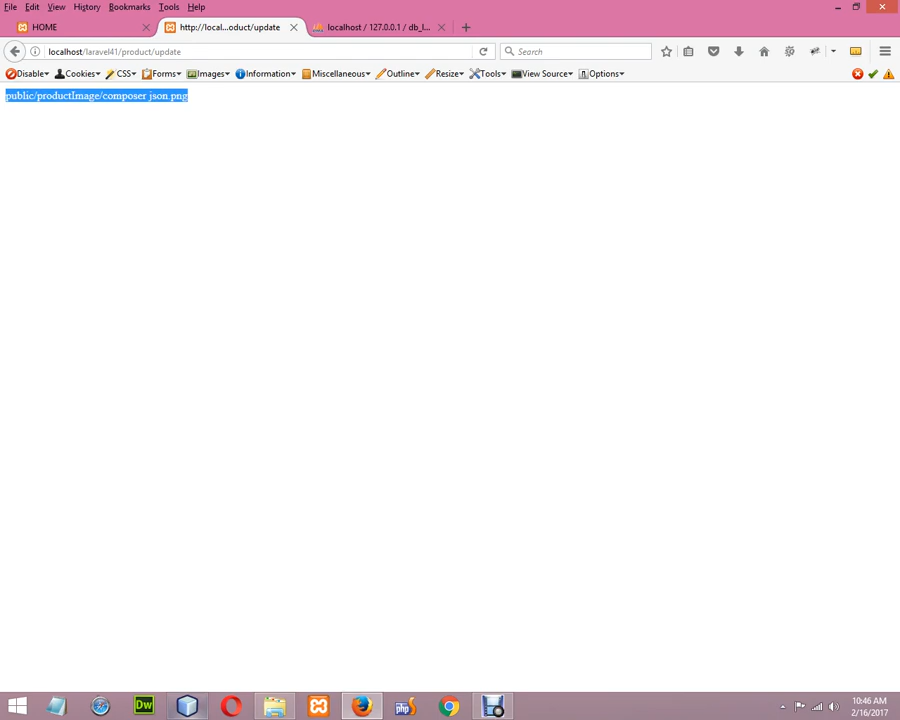 File Edit View History Bookmarks Tools Help
HOME
http://local...oduct/update
localhost / 127.0.0.1 / db_l...
localhost/laravel41/product/update
Search
Disable Cookies CSS Forms Images Information Miscellaneous Outline Resize Tools View Source Options
public/productImage/composer json.png
Dw
php
10:46 AM
2/16/2017